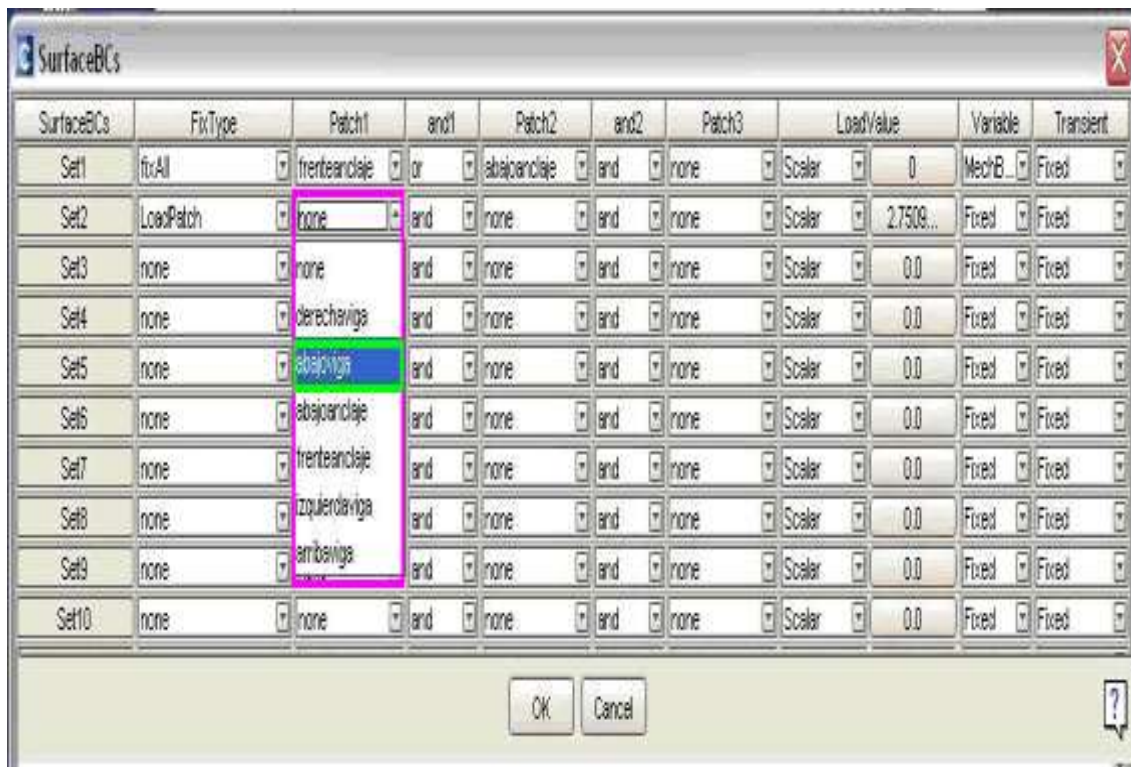 SurfaceBCs
SurfaceBCs FixType Patch1 and1 Patch2 and2 Patch3 LoadValue Variable Transient
Set1 fixAll frenteanclaje or abajoanclaje and none Scalar 0 MechB... Fixed
Set2 LoadPatch none and none and none Scalar 2.7509... Fixed Fixed
Set3 none none and none and none Scalar 0.0 Fixed Fixed
Set4 none derechaviga and none and none Scalar 0.0 Fixed Fixed
Set5 none abajoviga and none and none Scalar 0.0 Fixed Fixed
Set6 none abajoanclaje and none and none Scalar 0.0 Fixed Fixed
Set7 none frenteanclaje and none and none Scalar 0.0 Fixed Fixed
Set8 none izquierdaviga and none and none Scalar 0.0 Fixed Fixed
Set9 none arribaviga and none and none Scalar 0.0 Fixed Fixed
Set10 none none and none and none Scalar 0.0 Fixed Fixed
OK Cancel ?